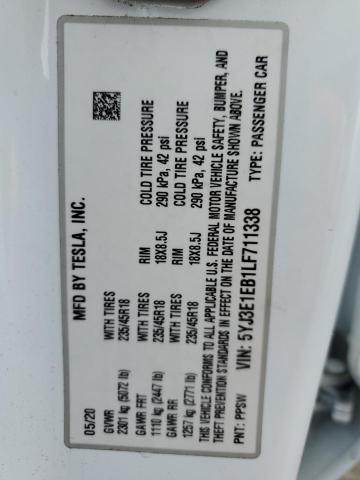 MFD BY TESLA, INC.
05/20
GVWR WITH TIRES RIM COLD TIRE PRESSURE
2301 kg (5072 lb) 235/45R18 18X8.5J 290 kPa, 42 psi
GAWR FRT WITH TIRES RIM COLD TIRE PRESSURE
1110 kg (2447 lb) 235/45R18 18X8.5J 290 kPa, 42 psi
GAWR RR WITH TIRES
1257 kg (2771 lb) 235/45R18
THIS VEHICLE CONFORMS TO ALL APPLICABLE U.S. FEDERAL MOTOR VEHICLE SAFETY, BUMPER, AND
THEFT PREVENTION STANDARDS IN EFFECT ON THE DATE OF MANUFACTURE SHOWN ABOVE.
VIN: 5YJ3E1EB1LF711338 TYPE: PASSENGER CAR
PNT: PPSW